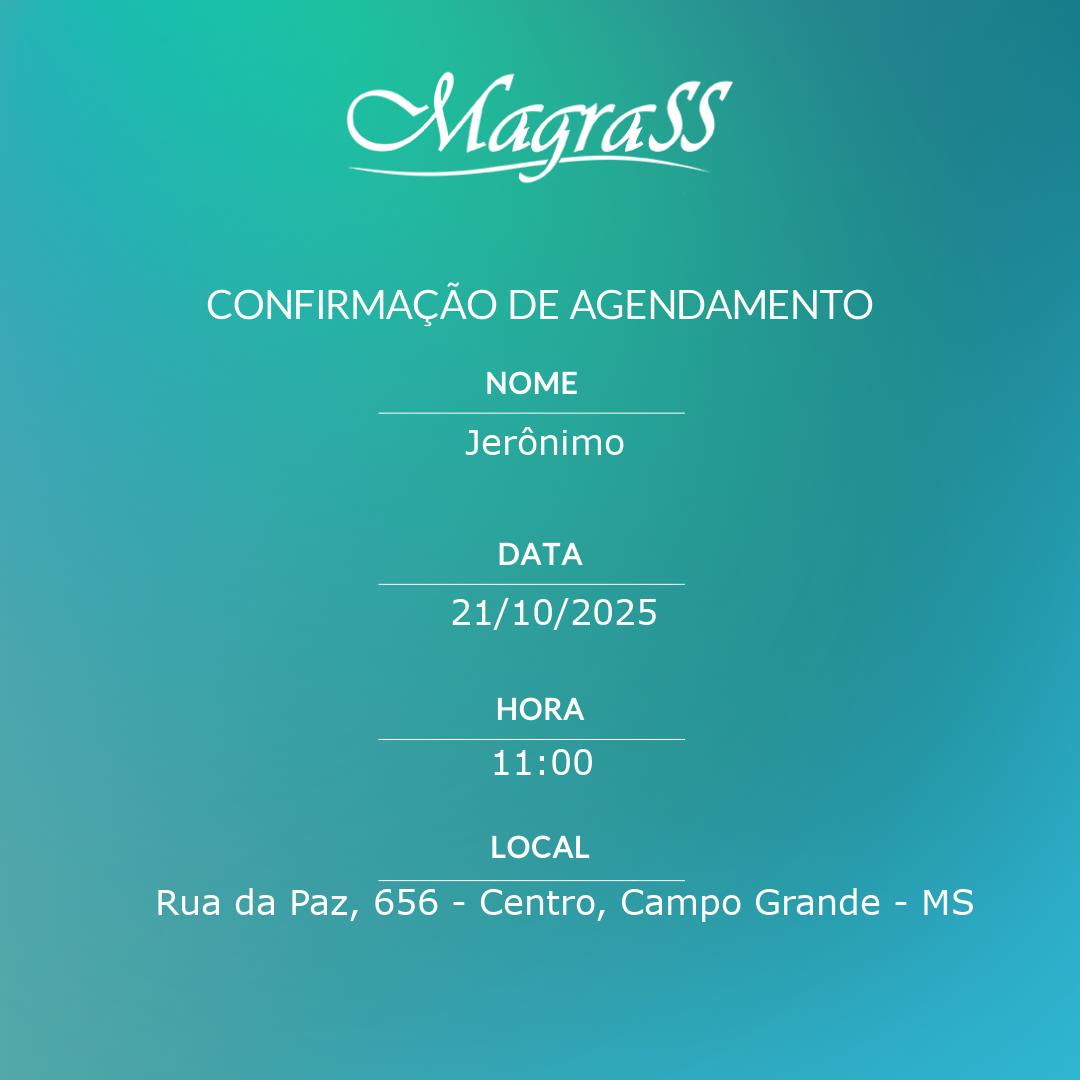 MagraSS
CONFIRMAÇÃO DE AGENDAMENTO
NOME
Jerônimo
DATA
21/10/2025
HORA
11:00
LOCAL
Rua da Paz, 656 - Centro, Campo Grande - MS